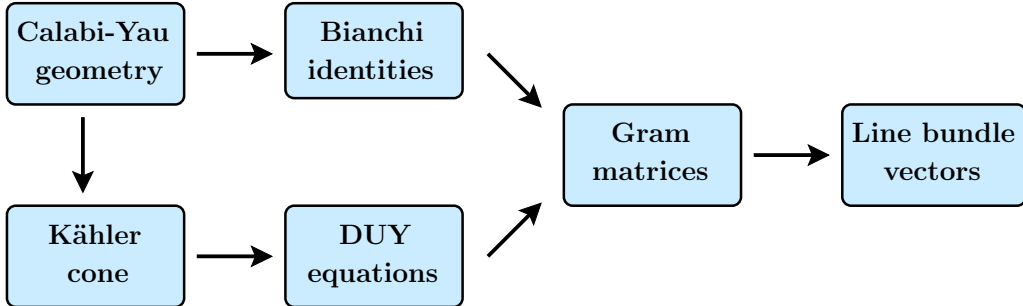 Calabi-Yau
geometry
Bianchi
identities
Gram
matrices
Line bundle
vectors
Kähler
cone
DUY
equations